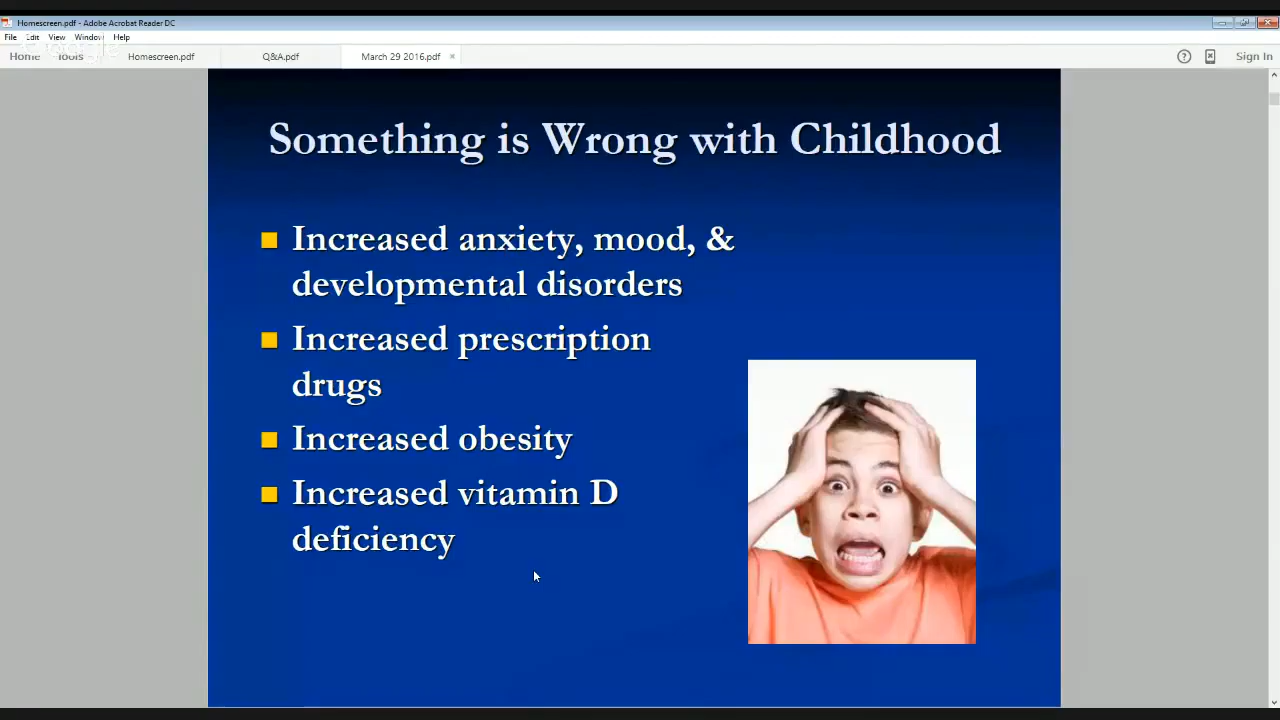 Homescreen.pdf - Adobe Acrobat Reader DC
File Edit View Window Help
Home Tools Homescreen.pdf Q&A.pdf March 29 2016.pdf × ? Sign In
Something is Wrong with Childhood
Increased anxiety, mood, &
developmental disorders
Increased prescription
drugs
Increased obesity
Increased vitamin D
deficiency